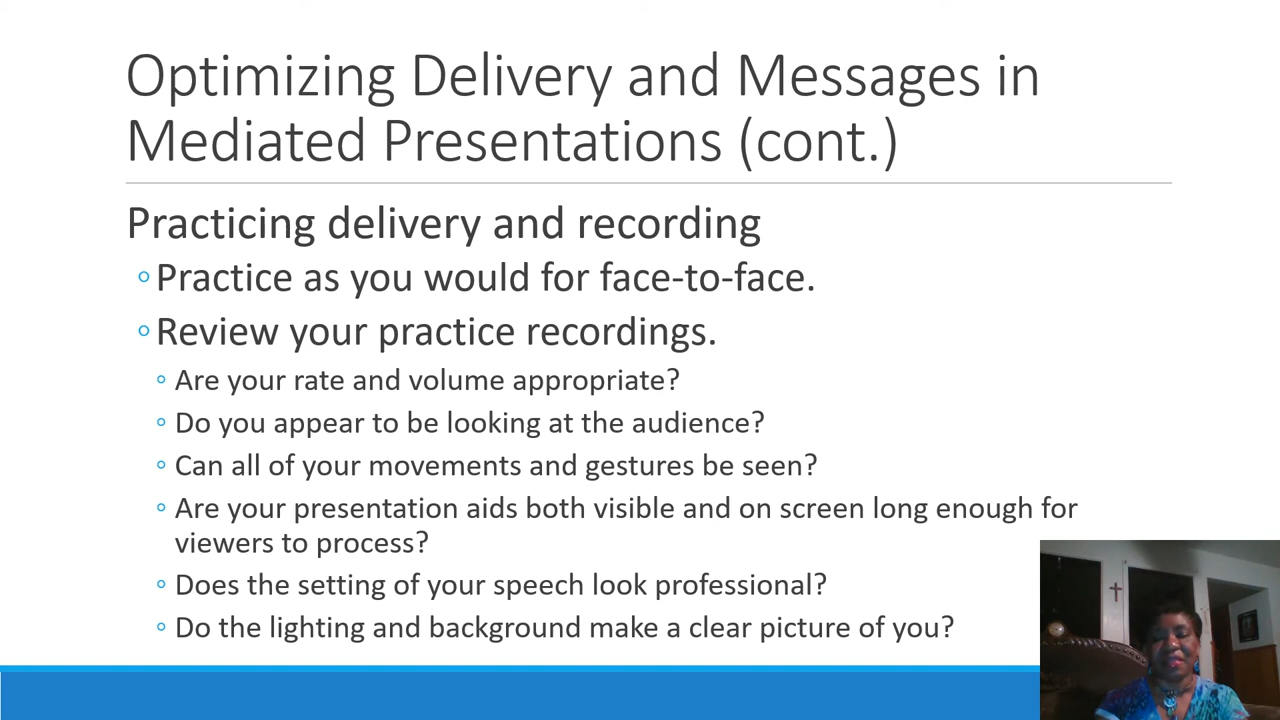 Optimizing Delivery and Messages in
Mediated Presentations (cont.)
Practicing delivery and recording
◦Practice as you would for face-to-face.
◦Review your practice recordings.
◦ Are your rate and volume appropriate?
◦ Do you appear to be looking at the audience?
◦ Can all of your movements and gestures be seen?
◦ Are your presentation aids both visible and on screen long enough for
viewers to process?
◦ Does the setting of your speech look professional?
◦ Do the lighting and background make a clear picture of you?